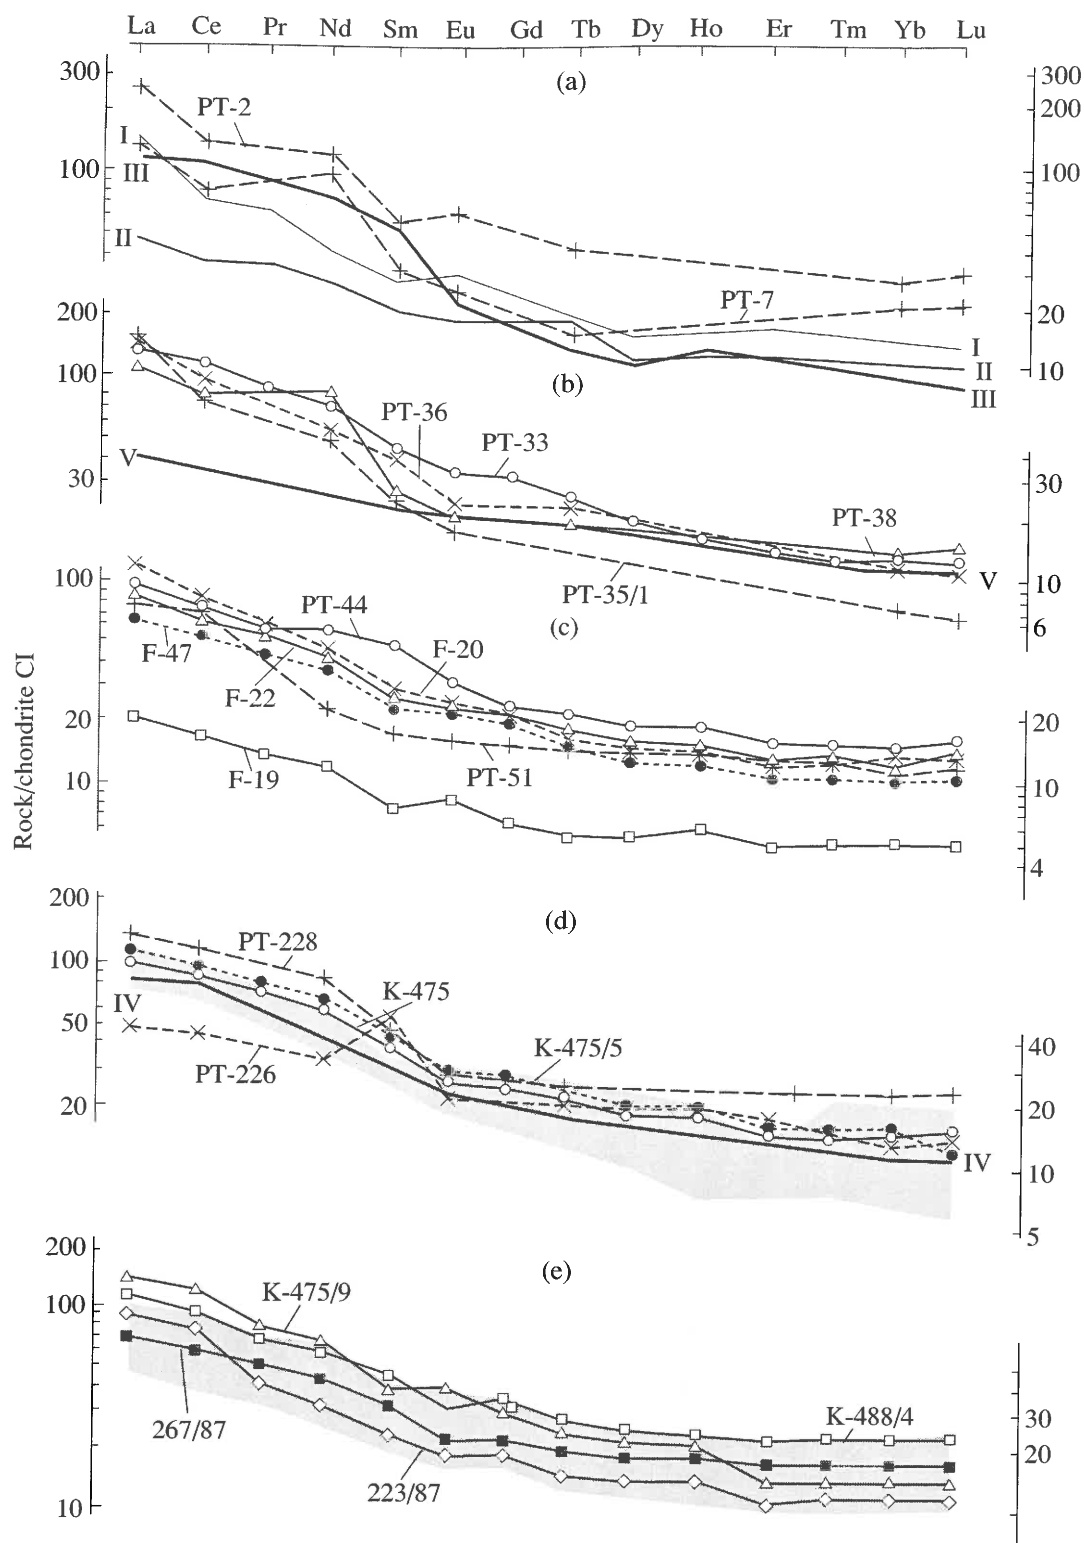 La Ce Pr Nd Sm Eu Gd Tb Dy Ho Er Tm Yb Lu
(a)
300
300
PT-2
200
I
100
100
III
II
PT-7
20
200
I
II
10
(b)
III
100
PT-36
PT-33
V
30
30
PT-38
V
10
PT-35/1
100
6
(c)
PT-44
F-47
F-20
F-22
20
20
F-19
PT-51
10
10
4
Rock/chondrite CI
200
(d)
PT-228
100
K-475
IV
50
K-475/5
40
PT-226
20
20
IV
10
5
200
(e)
K-475/9
100
267/87
K-488/4
30
20
223/87
10